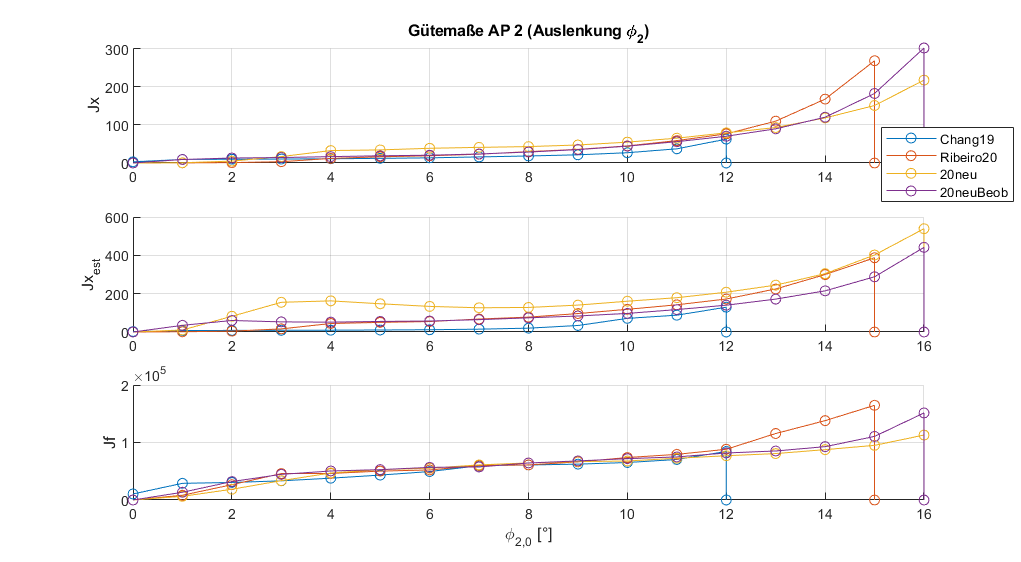 Gütemaße AP 2 (Auslenkung ϕ2)
300
200
100
0
Jx
0 2 4 6 8 10 12 14
Chang19
Ribeiro20
20neu
20neuBeob
600
400
200
0
Jxest
0 2 4 6 8 10 12 14 16
×10^5
2
1
0
Jf
0 2 4 6 8 10 12 14 16
ϕ2,0 [°]